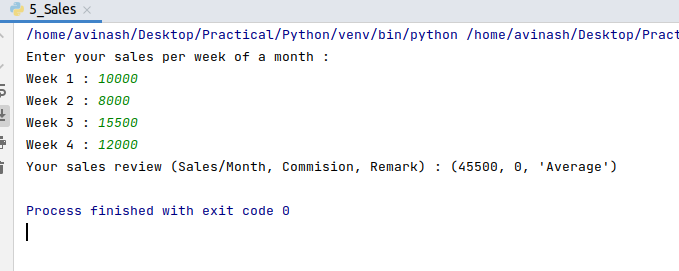 5_Sales
/home/avinash/Desktop/Practical/Python/venv/bin/python /home/avinash/Desktop/Pract
Enter your sales per week of a month :
Week 1 : 10000
Week 2 : 8000
Week 3 : 15500
Week 4 : 12000
Your sales review (Sales/Month, Commision, Remark) : (45500, 0, 'Average')
Process finished with exit code 0